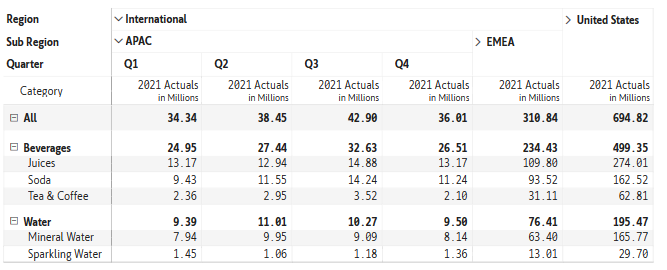 Region International United States
Sub Region APAC EMEA
Quarter Q1 Q2 Q3 Q4
Category 2021 Actuals 2021 Actuals 2021 Actuals 2021 Actuals 2021 Actuals 2021 Actuals
in Millions in Millions in Millions in Millions in Millions in Millions
All 34.34 38.45 42.90 36.01 310.84 694.82
Beverages 24.95 27.44 32.63 26.51 234.43 499.35
Juices 13.17 12.94 14.88 13.17 109.80 274.01
Soda 9.43 11.55 14.24 11.24 93.52 162.52
Tea & Coffee 2.36 2.95 3.52 2.10 31.11 62.81
Water 9.39 11.01 10.27 9.50 76.41 195.47
Mineral Water 7.94 9.95 9.09 8.14 63.40 165.77
Sparkling Water 1.45 1.06 1.18 1.36 13.01 29.70